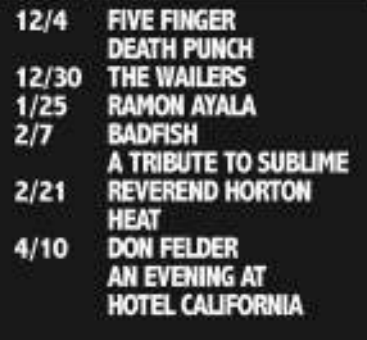 12/4 FIVE FINGER
DEATH PUNCH
12/30 THE WAILERS
1/25 RAMON AYALA
2/7 BADFISH
A TRIBUTE TO SUBLIME
2/21 REVEREND HORTON
HEAT
4/10 DON FELDER
AN EVENING AT
HOTEL CALIFORNIA